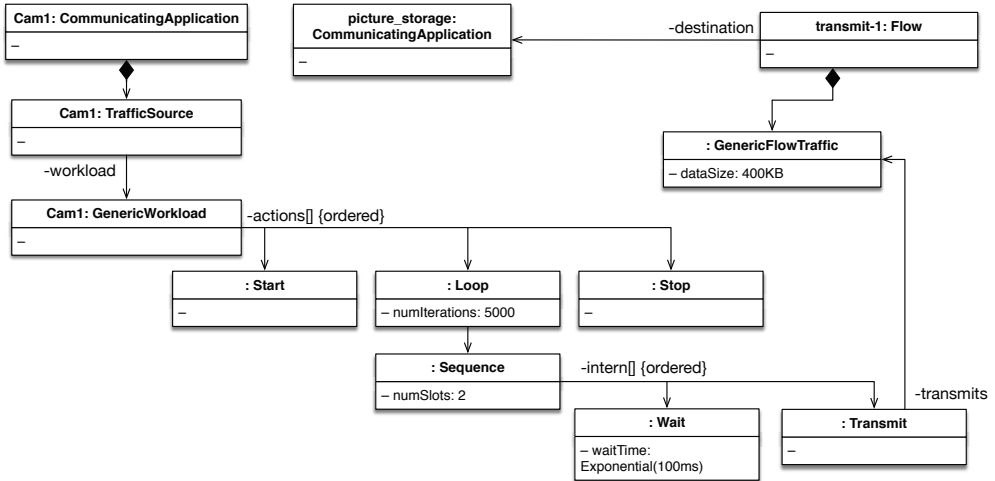 Cam1: CommunicatingApplication
–
picture_storage:
CommunicatingApplication
–
-destination
transmit-1: Flow
–
Cam1: TrafficSource
–
: GenericFlowTraffic
– dataSize: 400KB
-workload
Cam1: GenericWorkload
–
-actions[] {ordered}
: Start
–
: Loop
– numIterations: 5000
: Stop
–
: Sequence
– numSlots: 2
-intern[] {ordered}
-transmits
: Wait
– waitTime:
Exponential(100ms)
: Transmit
–